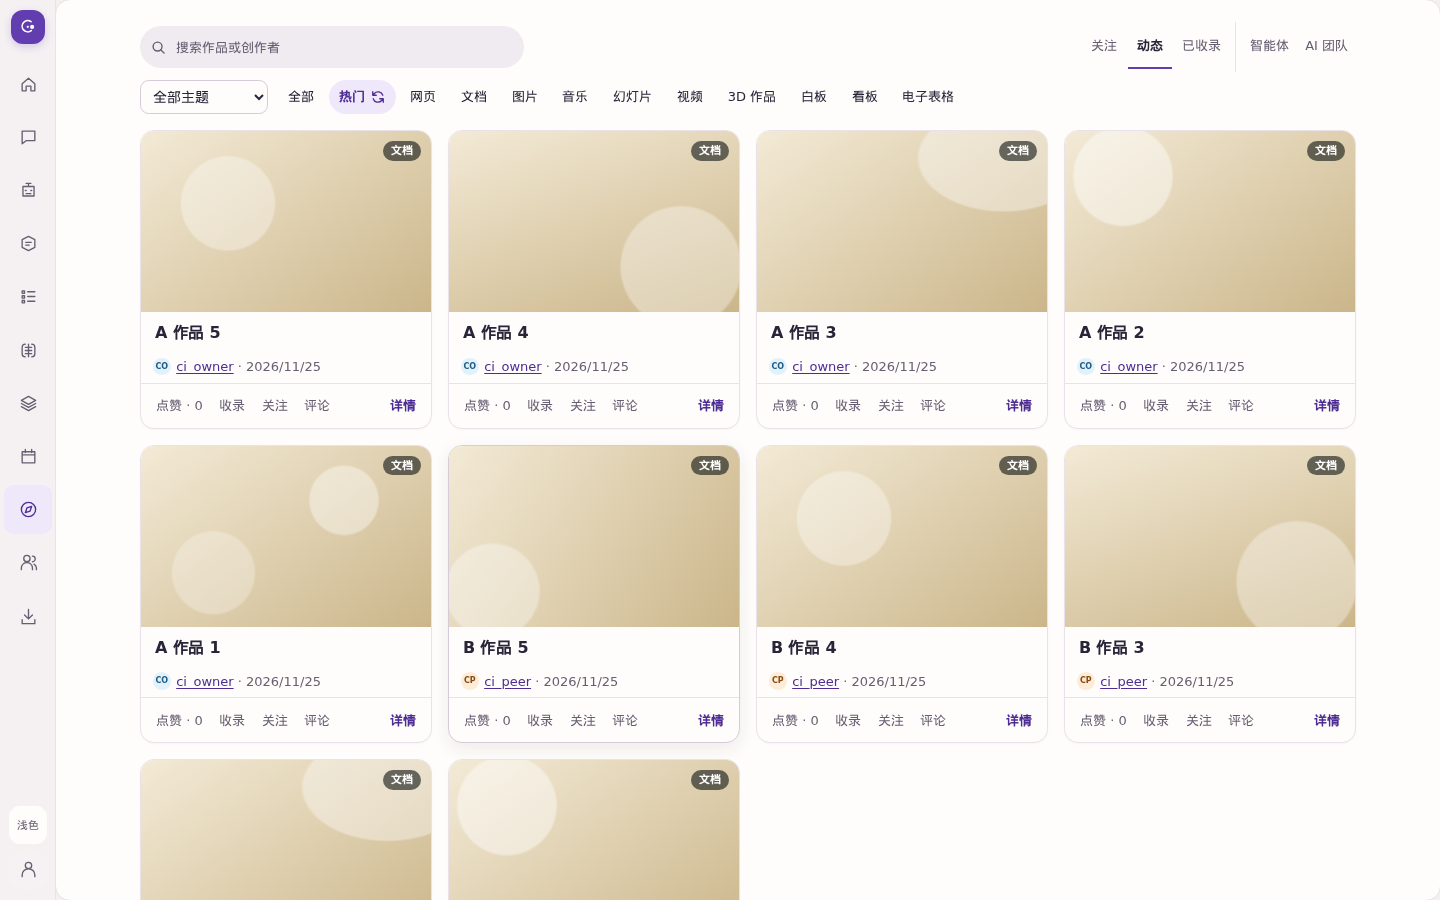 搜索作品或创作者
关注 动态 已收录 智能体 AI 团队
全部主题 全部 热门 网页 文档 图片 音乐 幻灯片 视频 3D 作品 白板 看板 电子表格
文档 文档 文档 文档
A 作品 5 A 作品 4 A 作品 3 A 作品 2
CO ci_owner · 2026/11/25 CO ci_owner · 2026/11/25 CO ci_owner · 2026/11/25 CO ci_owner · 2026/11/25
点赞 · 0 收录 关注 评论 详情 点赞 · 0 收录 关注 评论 详情 点赞 · 0 收录 关注 评论 详情 点赞 · 0 收录 关注 评论 详情
文档 文档 文档 文档
A 作品 1 B 作品 5 B 作品 4 B 作品 3
CO ci_owner · 2026/11/25 CP ci_peer · 2026/11/25 CP ci_peer · 2026/11/25 CP ci_peer · 2026/11/25
点赞 · 0 收录 关注 评论 详情 点赞 · 0 收录 关注 评论 详情 点赞 · 0 收录 关注 评论 详情 点赞 · 0 收录 关注 评论 详情
文档 文档
浅色